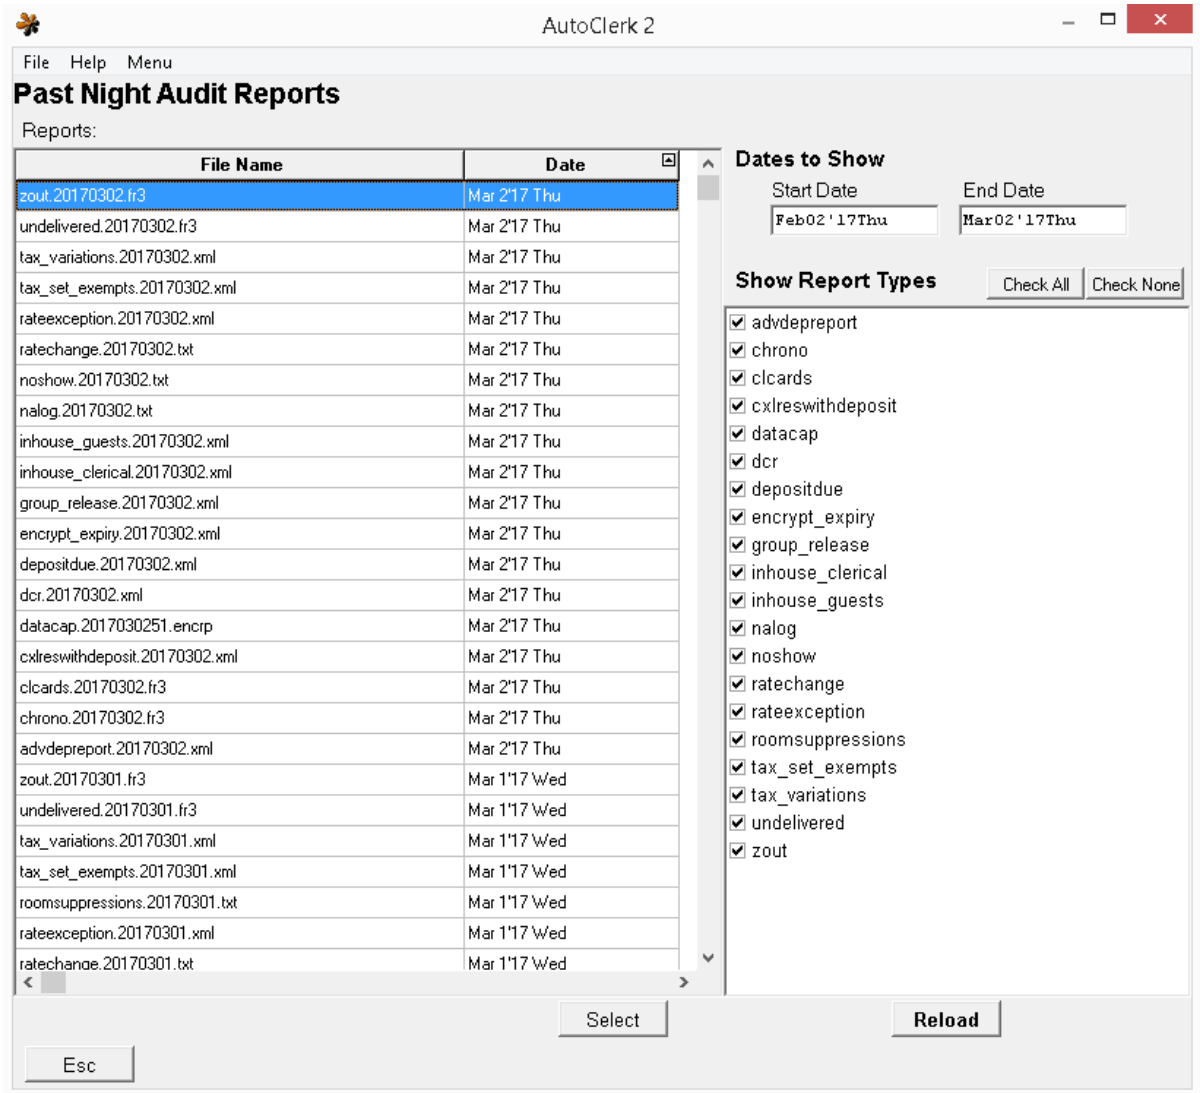 AutoClerk 2
File Help Menu
Past Night Audit Reports
Reports:
File Name Date
zout.20170302.fr3 Mar 2'17 Thu
undelivered.20170302.fr3 Mar 2'17 Thu
tax_variations.20170302.xml Mar 2'17 Thu
tax_set_exempts.20170302.xml Mar 2'17 Thu
rateexception.20170302.xml Mar 2'17 Thu
ratechange.20170302.txt Mar 2'17 Thu
noshow.20170302.txt Mar 2'17 Thu
nalog.20170302.txt Mar 2'17 Thu
inhouse_guests.20170302.xml Mar 2'17 Thu
inhouse_clerical.20170302.xml Mar 2'17 Thu
group_release.20170302.xml Mar 2'17 Thu
encrypt_expiry.20170302.xml Mar 2'17 Thu
depositdue.20170302.xml Mar 2'17 Thu
dcr.20170302.xml Mar 2'17 Thu
datacap.2017030251.encrp Mar 2'17 Thu
cxlreswithdeposit.20170302.xml Mar 2'17 Thu
clcards.20170302.fr3 Mar 2'17 Thu
chrono.20170302.fr3 Mar 2'17 Thu
advdepreport.20170302.xml Mar 2'17 Thu
zout.20170301.fr3 Mar 1'17 Wed
undelivered.20170301.fr3 Mar 1'17 Wed
tax_variations.20170301.xml Mar 1'17 Wed
tax_set_exempts.20170301.xml Mar 1'17 Wed
roomsuppressions.20170301.txt Mar 1'17 Wed
rateexception.20170301.xml Mar 1'17 Wed
ratechange.20170301.txt Mar 1'17 Wed
Dates to Show
Start Date End Date
Feb02'17Thu Mar02'17Thu
Show Report Types Check All Check None
advdepreport
chrono
clcards
cxlreswithdeposit
datacap
dcr
depositdue
encrypt_expiry
group_release
inhouse_clerical
inhouse_guests
nalog
noshow
ratechange
rateexception
roomsuppressions
tax_set_exempts
tax_variations
undelivered
zout
Select Reload
Esc